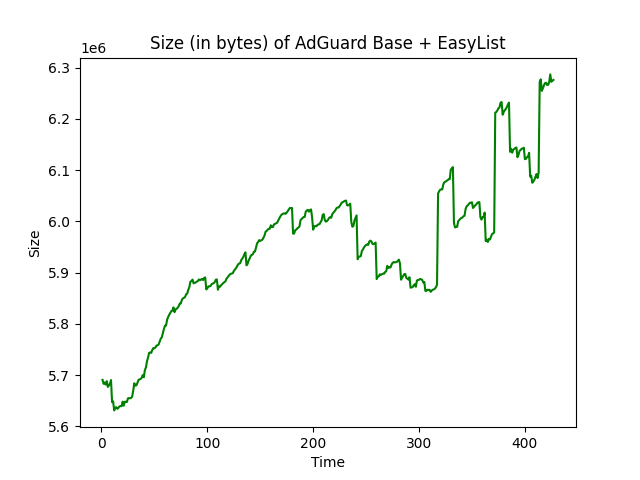 Size (in bytes) of AdGuard Base + EasyList
1e6
6.3
6.2
6.1
6.0
5.9
5.8
5.7
5.6
Size
0 100 200 300 400
Time